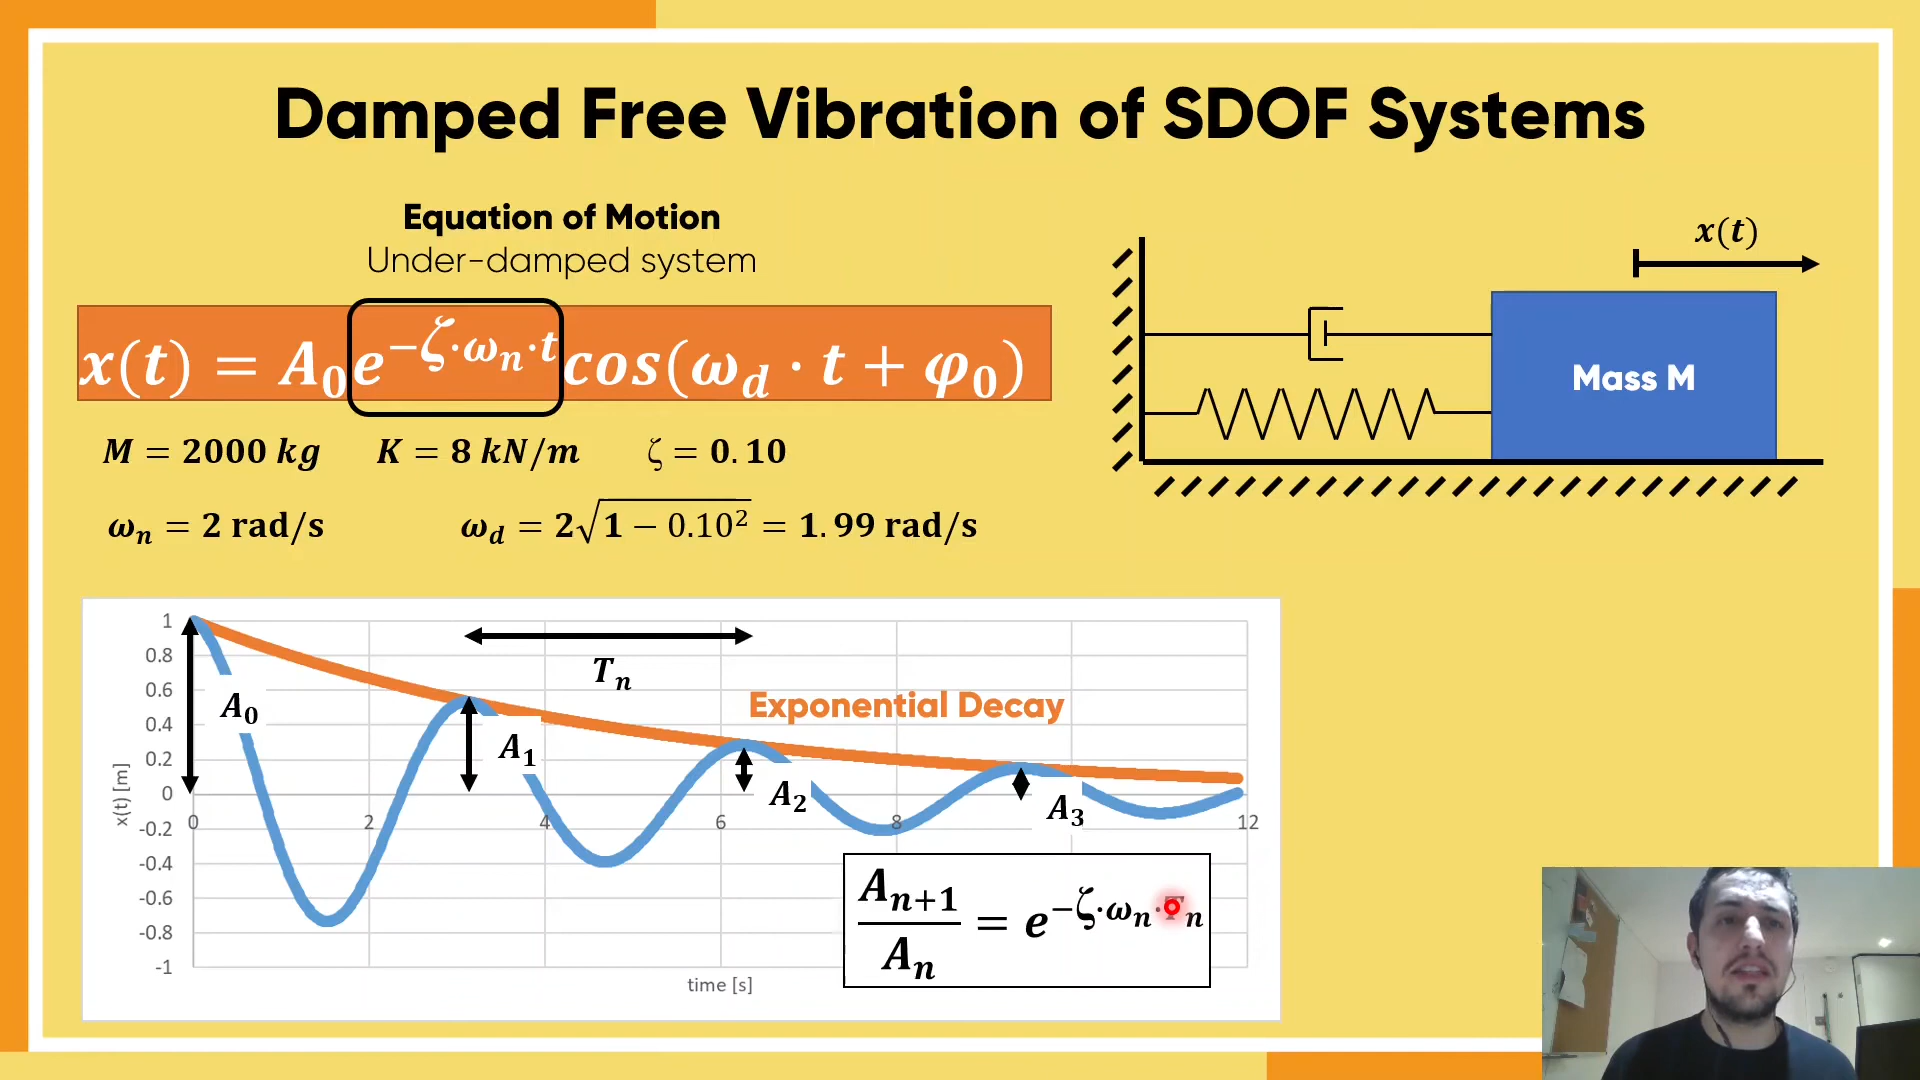 Damped Free Vibration of SDOF Systems
Equation of Motion
Under-damped system
x(t) = A₀e^(−ζ·ωₙ·t)cos(ω_d · t + φ₀)
M = 2000 kg K = 8 kN/m ζ = 0.10
ωₙ = 2 rad/s ω_d = 2√(1 − 0.10²) = 1.99 rad/s
x(t)
Mass M
1
0.8
0.6
0.4
0.2
0
-0.2
-0.4
-0.6
-0.8
-1
x(t) [m]
0 2 4 6 8 12
time [s]
Tₙ
Exponential Decay
A₀
A₁
A₂
A₃
Aₙ₊₁/Aₙ = e^(−ζ·ωₙ·Tₙ)